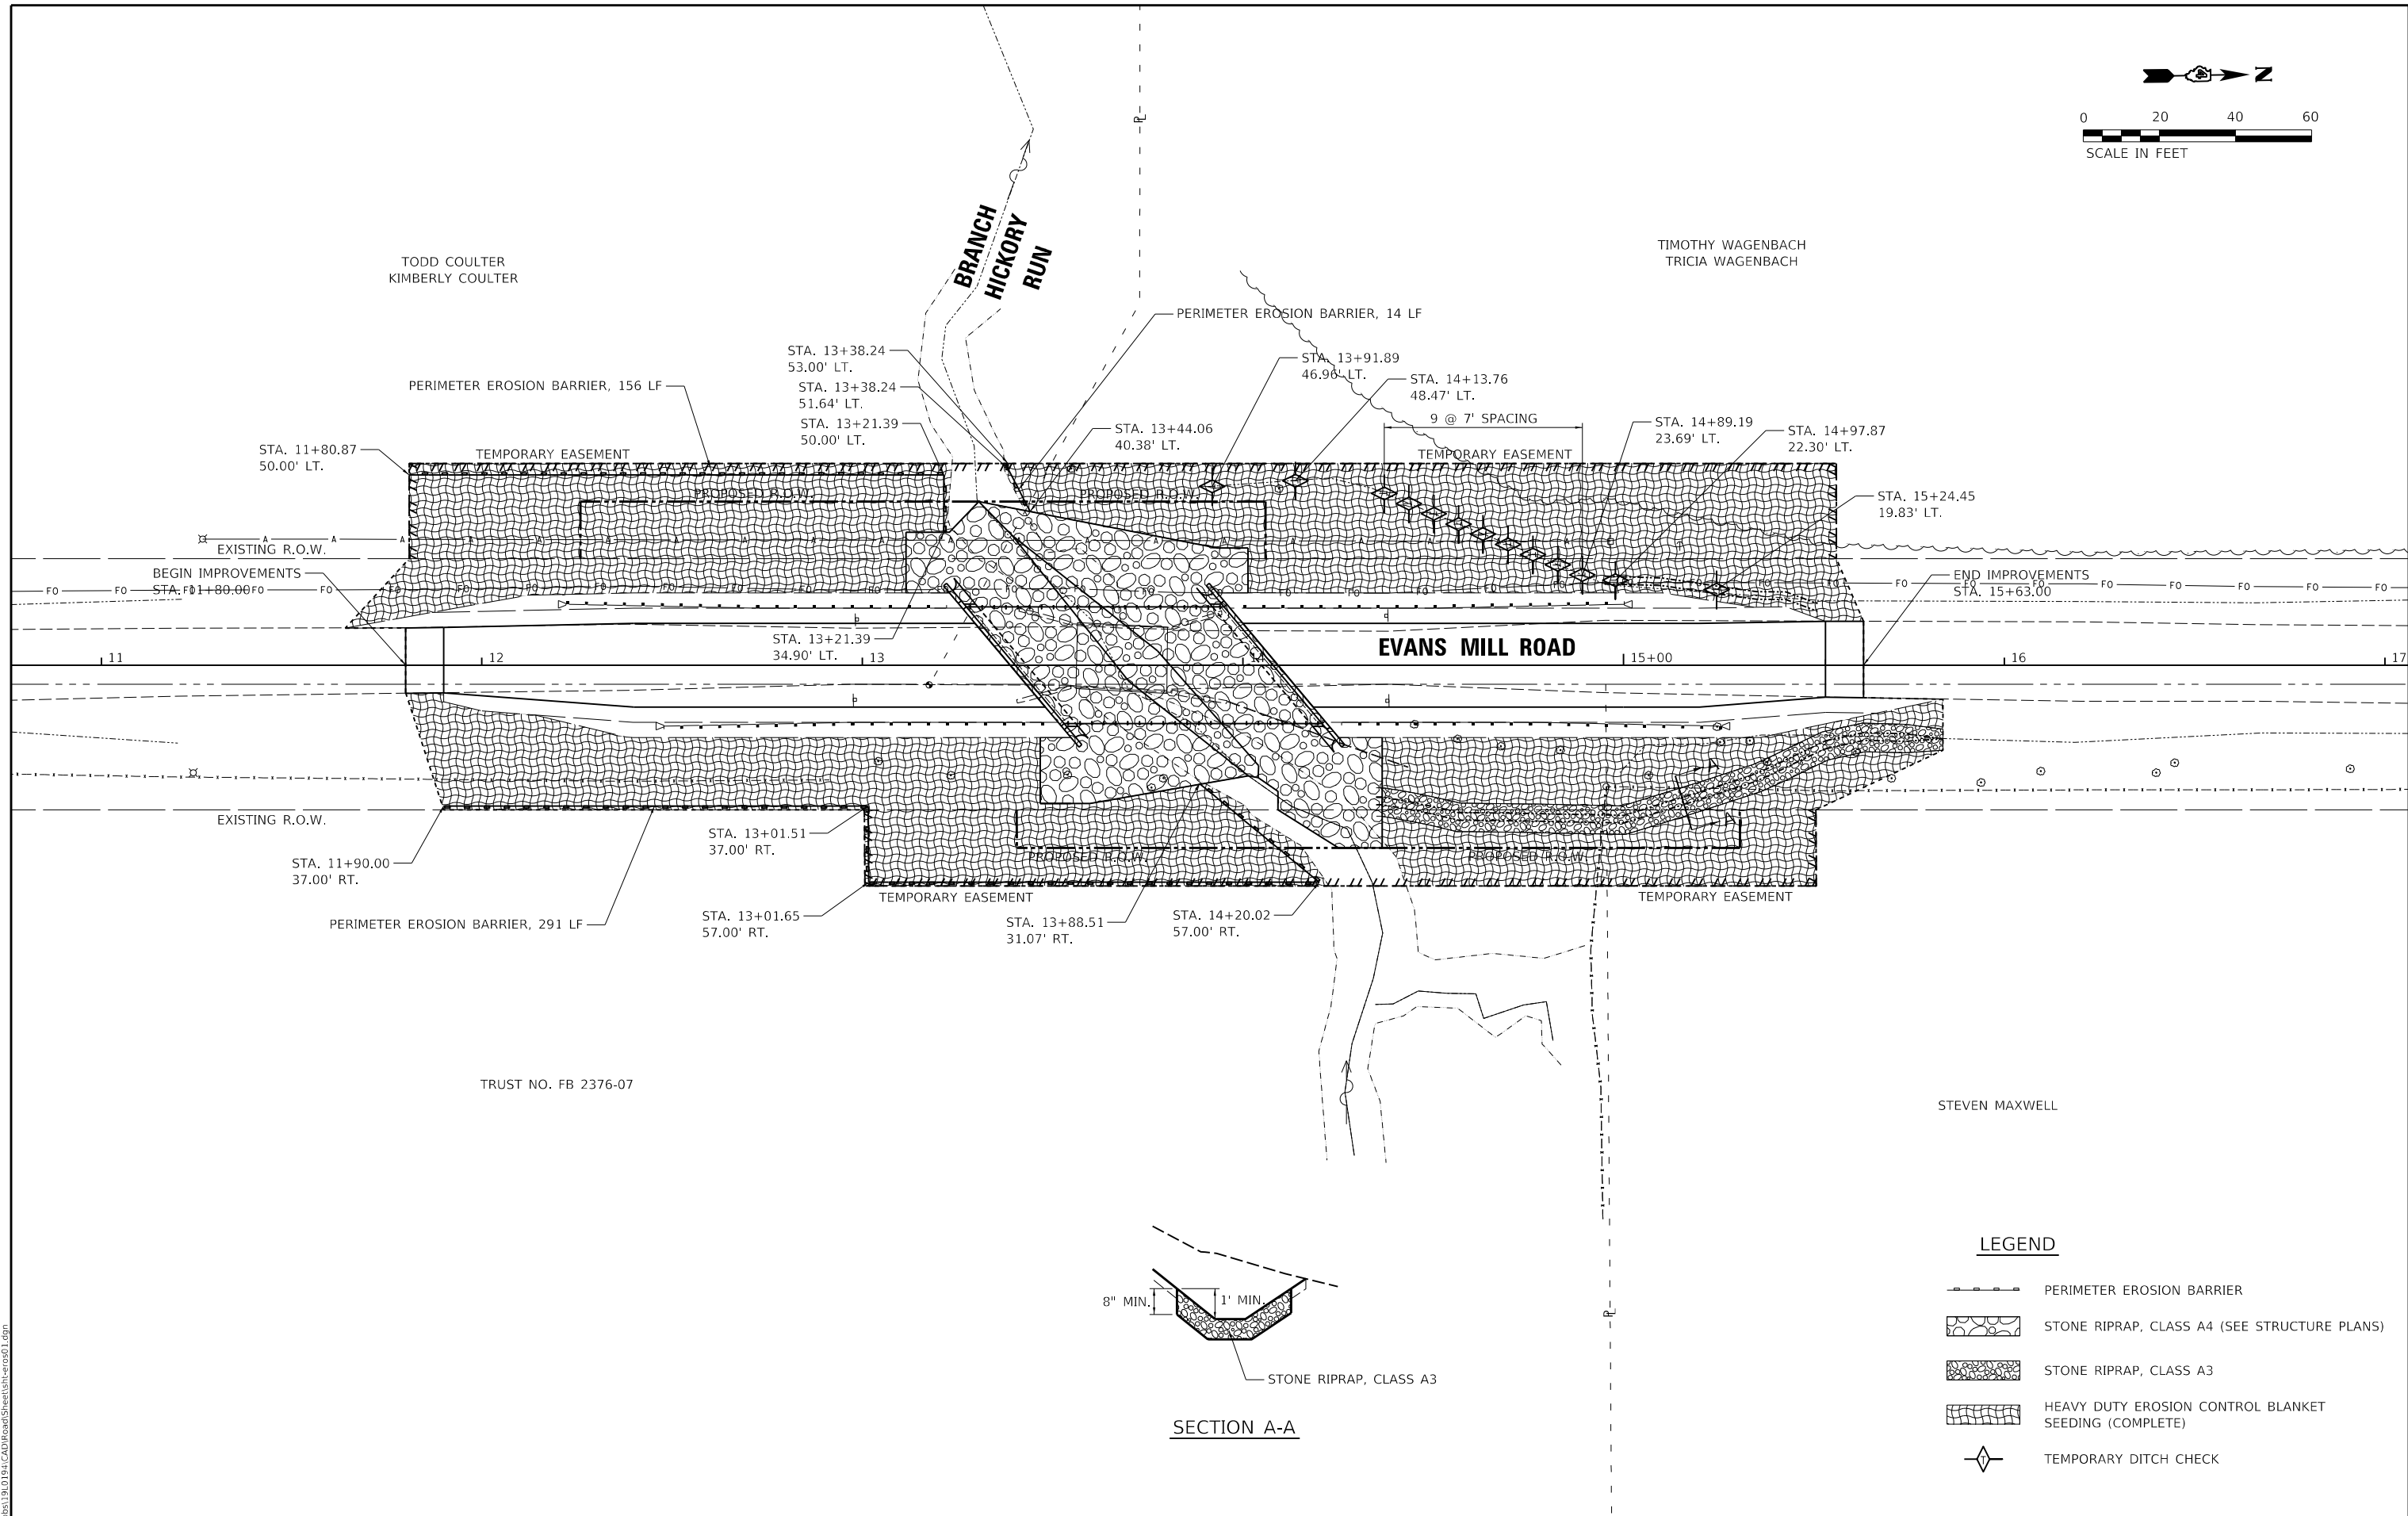 N
0 20 40 60
SCALE IN FEET
TODD COULTER
KIMBERLY COULTER
BRANCH
HICKORY
RUN
PL
TIMOTHY WAGENBACH
TRICIA WAGENBACH
PERIMETER EROSION BARRIER, 14 LF
STA. 13+38.24
53.00' LT.
STA. 13+38.24
51.64' LT.
STA. 13+21.39
50.00' LT.
PERIMETER EROSION BARRIER, 156 LF
STA. 13+91.89
46.96' LT.
STA. 14+13.76
48.47' LT.
9 @ 7' SPACING
STA. 14+89.19
23.69' LT.
STA. 14+97.87
22.30' LT.
STA. 13+44.06
40.38' LT.
STA. 11+80.87
50.00' LT.
TEMPORARY EASEMENT
TEMPORARY EASEMENT
PROPOSED R.O.W.
PROPOSED R.O.W.
STA. 15+24.45
19.83' LT.
EXISTING R.O.W.
BEGIN IMPROVEMENTS
STA. 11+80.00
END IMPROVEMENTS
STA. 15+63.00
STA. 13+21.39
34.90' LT.
EVANS MILL ROAD
11 12 13 14 15+00 16 17
A
A
EXISTING R.O.W.
STA. 13+01.51
37.00' RT.
STA. 11+90.00
37.00' RT.
PROPOSED R.O.W.
PROPOSED R.O.W.
TEMPORARY EASEMENT
TEMPORARY EASEMENT
PERIMETER EROSION BARRIER, 291 LF
STA. 13+01.65
57.00' RT.
STA. 13+88.51
31.07' RT.
STA. 14+20.02
57.00' RT.
TRUST NO. FB 2376-07
STEVEN MAXWELL
PL
8" MIN.
1' MIN.
STONE RIPRAP, CLASS A3
SECTION A-A
LEGEND
PERIMETER EROSION BARRIER
STONE RIPRAP, CLASS A4 (SEE STRUCTURE PLANS)
STONE RIPRAP, CLASS A3
HEAVY DUTY EROSION CONTROL BLANKET
SEEDING (COMPLETE)
T
TEMPORARY DITCH CHECK